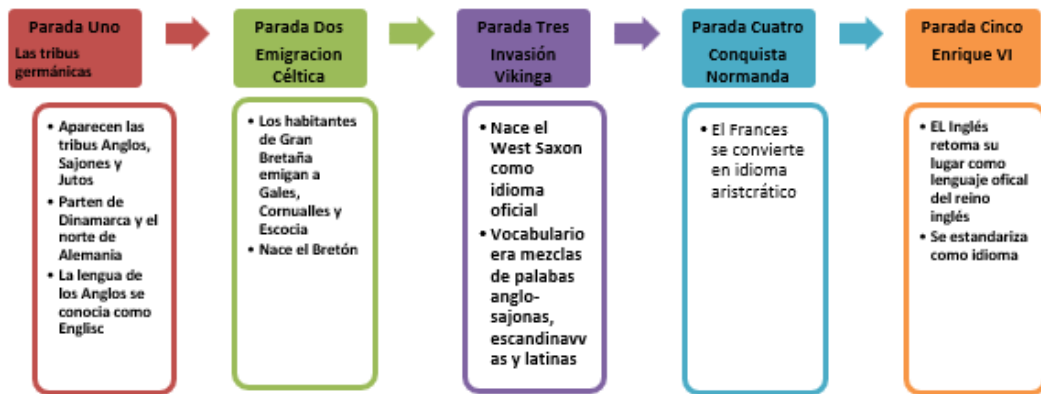 Parada Uno
Las tribus
germánicas
Parada Dos
Emigracion
Céltica
Parada Tres
Invasión
Vikinga
Parada Cuatro
Conquista
Normanda
Parada Cinco
Enrique VI
• Aparecen las
tribus Anglos,
Sajones y
Jutos
• Parten de
Dinamarca y el
norte de
Alemania
• La lengua de
los Anglos se
conocia como
Englisc
• Los habitantes
de Gran
Bretaña
emigan a
Gales,
Cornualles y
Escocia
• Nace el Bretón
• Nace el
West Saxon
como
idioma
oficial
• Vocabulario
era mezclas
de palabas
anglo-
sajonas,
escandinavv
as y latinas
• El Frances
se convierte
en idioma
aristcrático
• EL Inglés
retoma su
lugar como
lenguaje ofical
del reino
inglés
• Se estandariza
como idioma